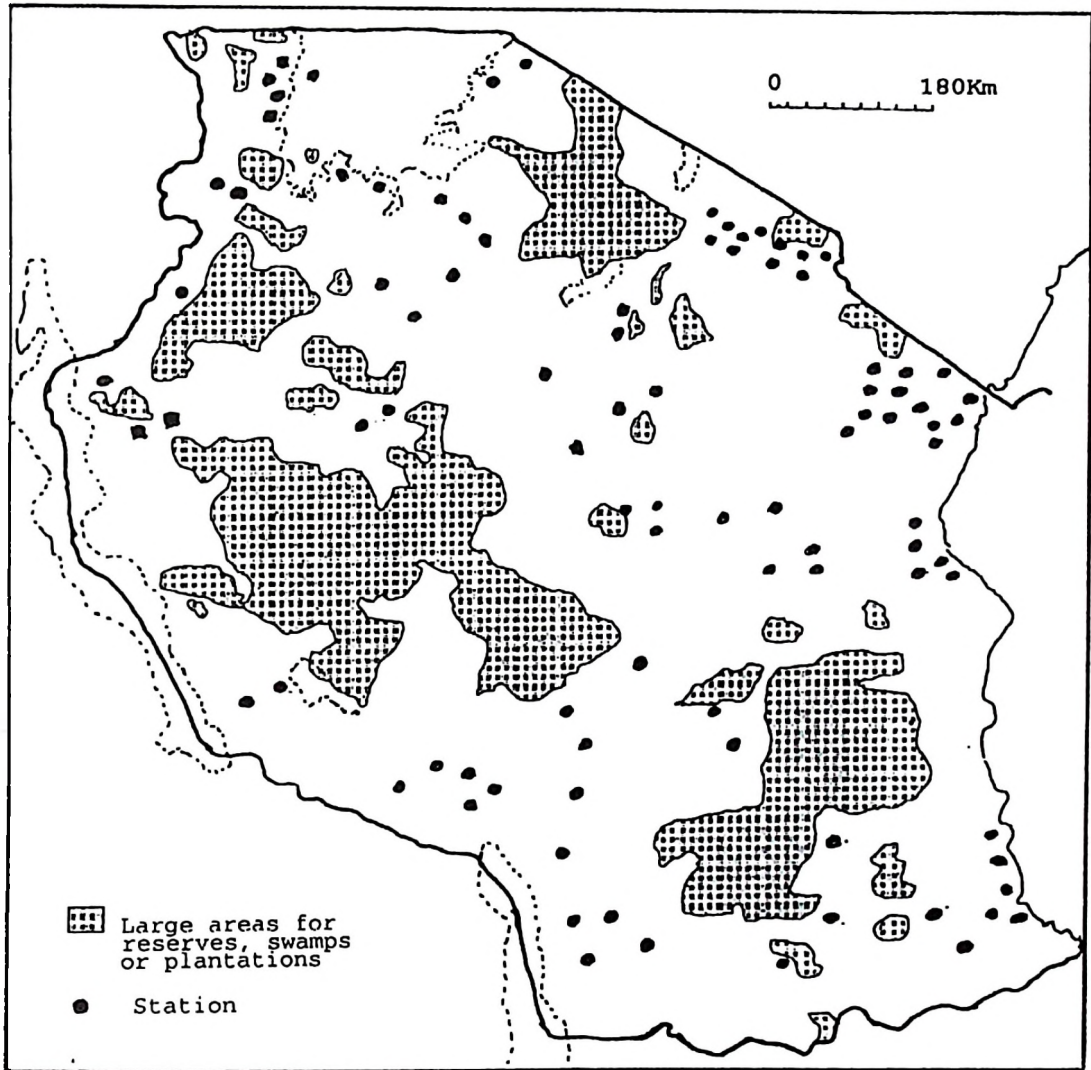 0 180Km
Large areas for
reserves, swamps
or plantations
Station